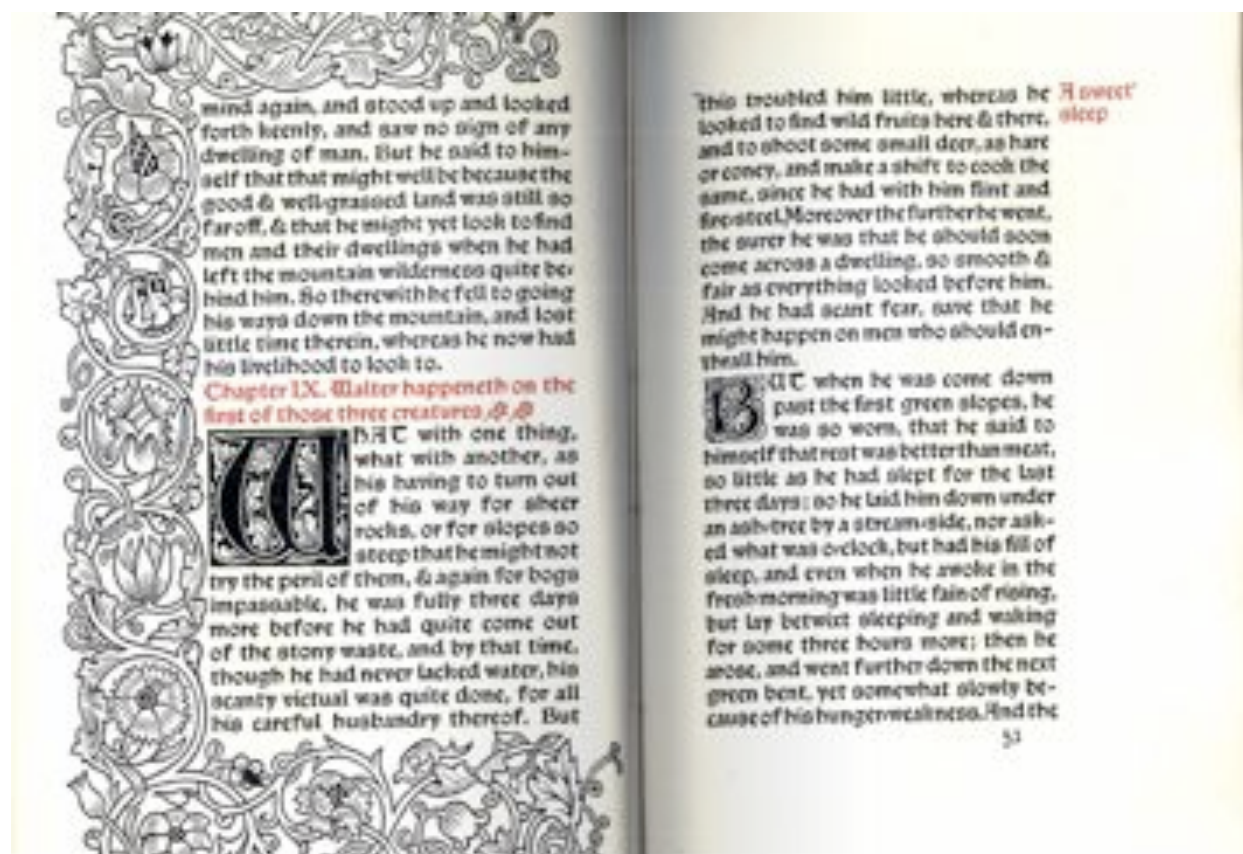 mind again, and stood up and looked
forth keenly, and saw no sign of any
dwelling of man. But he said to him-
self that that might well be because the
good & well-grassed land was still so
far off, & that he might yet look to find
men and their dwellings when he had
left the mountain wilderness quite be-
hind him. So therewith he fell to going
his ways down the mountain, and lost
little time therein, whereas he now had
his livelihood to look to.
Chapter IX. Walter happeneth on the
first of those three creatures
WHAT with one thing,
what with another, as
his having to turn out
of his way for sheer
rocks, or for slopes so
steep that he might not
try the peril of them, & again for bogs
impassable, he was fully three days
more before he had quite come out
of the stony waste, and by that time,
though he had never lacked water, his
scanty victual was quite done, for all
his careful husbandry thereof. But
this troubled him little, whereas he
looked to find wild fruits here & there,
and to shoot some small deer, as hare
or coney, and make a shift to cook the
same, since he had with him flint and
fire-steel. Moreover the further he went,
the surer he was that he should soon
come across a dwelling, so smooth &
fair as everything looked before him.
And he had scant fear, save that he
might happen on men who should en-
thrall him.
BUT when he was come down
past the first green slopes, he
was so worn, that he said to
himself that rest was better than meat,
so little as he had slept for the last
three days; so he laid him down under
an ash-tree by a stream-side, nor ask-
ed what was o'clock, but had his fill of
sleep, and even when he awoke in the
fresh morning was little fain of rising,
but lay betwixt sleeping and waking
for some three hours more; then he
arose, and went further down the next
green bent, yet somewhat slowly be-
cause of his hunger-weakness. And the
A sweet
sleep
51